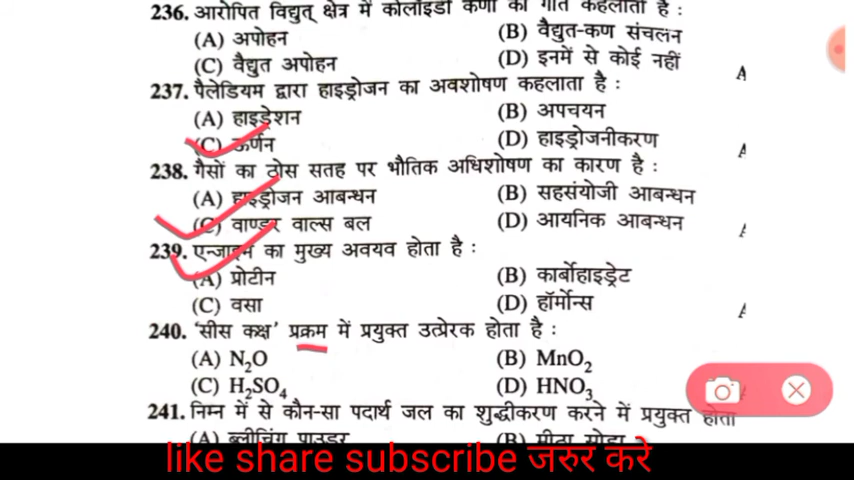 236. आरोपित विद्युत् क्षेत्र में कोलॉइडी कणों की गति कहलाती है :
(A) अपोहन (B) वैद्युत-कण संचलन
(C) वैद्युत अपोहन (D) इनमें से कोई नहीं
237. पैलेडियम द्वारा हाइड्रोजन का अवशोषण कहलाता है :
(A) हाइड्रेशन (B) अपचयन
(C) ऊर्णन (D) हाइड्रोजनीकरण
238. गैसों का ठोस सतह पर भौतिक अधिशोषण का कारण है :
(A) हाइड्रोजन आबन्धन (B) सहसंयोजी आबन्धन
(C) वाण्डर वाल्स बल (D) आयनिक आबन्धन
239. एन्जाइम का मुख्य अवयव होता है :
(A) प्रोटीन (B) कार्बोहाइड्रेट
(C) वसा (D) हॉर्मोन्स
240. 'सीस कक्ष' प्रक्रम में प्रयुक्त उत्प्रेरक होता है :
(A) N₂O (B) MnO₂
(C) H₂SO₄ (D) HNO₃
241. निम्न में से कौन-सा पदार्थ जल का शुद्धीकरण करने में प्रयुक्त होता
(A) ब्लीचिंग पाउडर (B) मीठा सोडा
like share subscribe जरुर करे